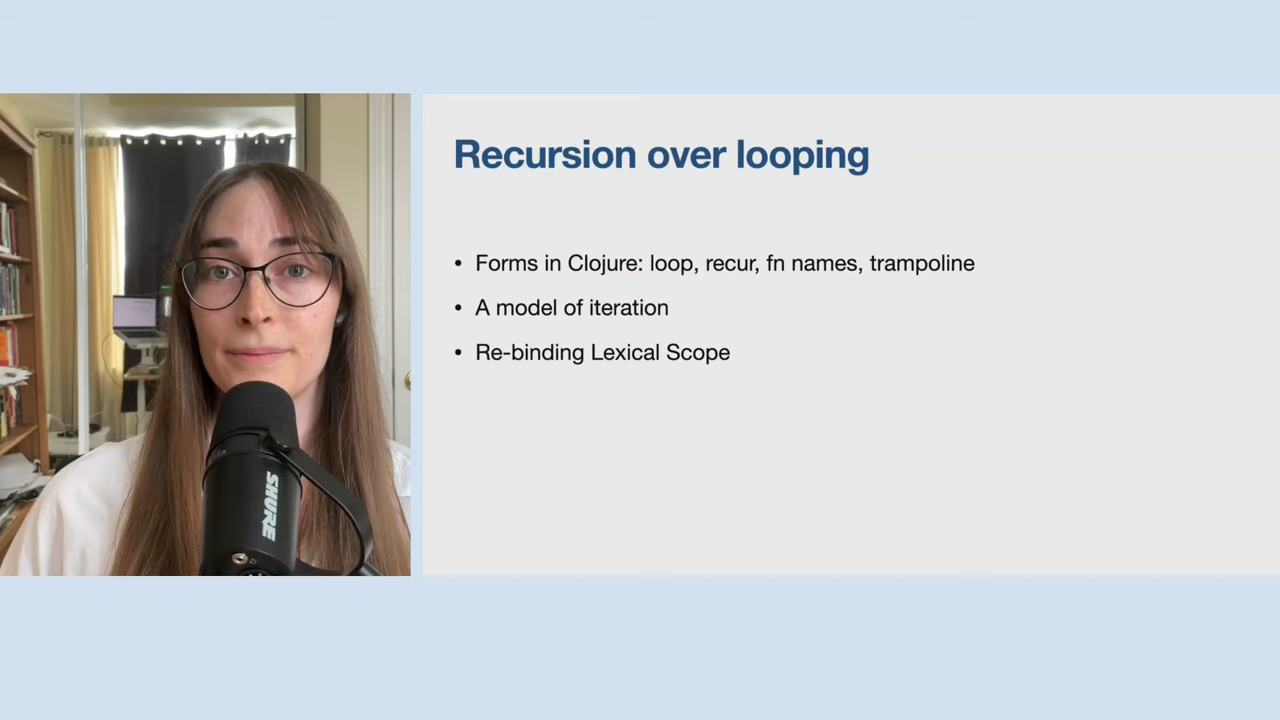 Recursion over looping
• Forms in Clojure: loop, recur, fn names, trampoline
• A model of iteration
• Re-binding Lexical Scope
SHURE